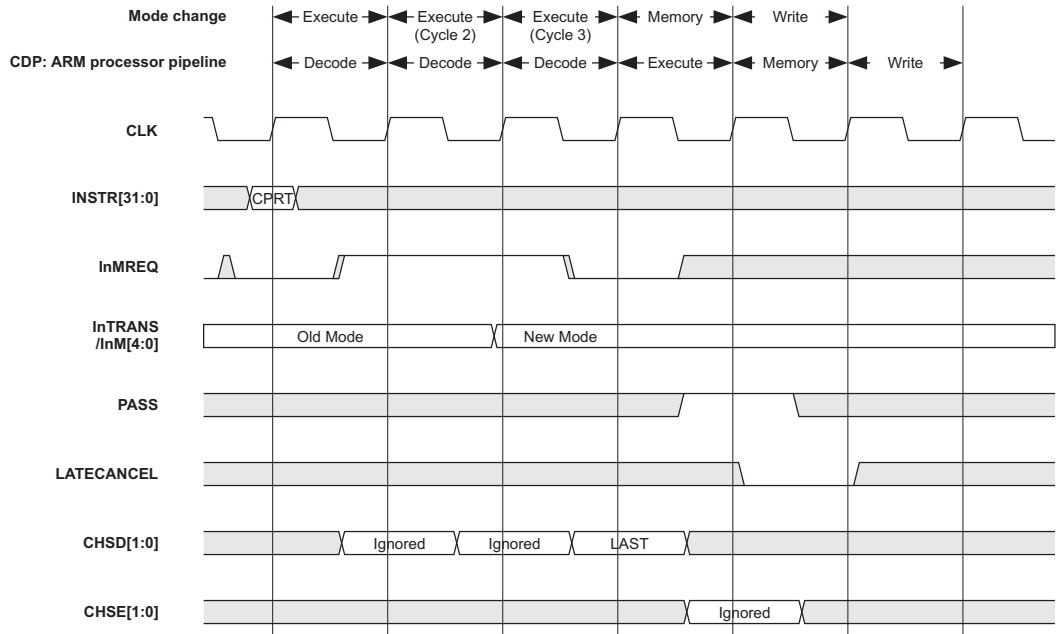 Mode change Execute Execute Execute Memory Write
(Cycle 2) (Cycle 3)
CDP: ARM processor pipeline Decode Decode Decode Execute Memory Write
CLK
INSTR[31:0] CPRT
InMREQ
InTRANS
/InM[4:0] Old Mode New Mode
PASS
LATECANCEL
CHSD[1:0] Ignored Ignored LAST
CHSE[1:0] Ignored